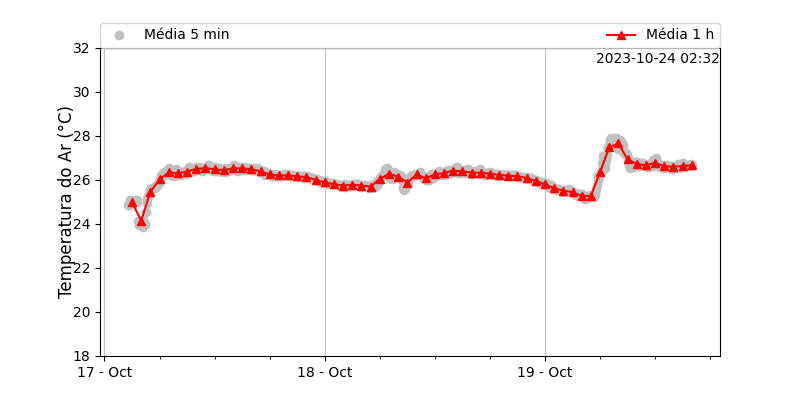 Média 5 min
Média 1 h
2023-10-24 02:32
Temperatura do Ar (°C)
32
30
28
26
24
22
20
18
17 - Oct
18 - Oct
19 - Oct